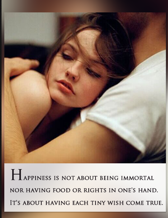 Happiness is not about being immortal
nor having food or rights in one's hand.
It's about having each tiny wish come true.